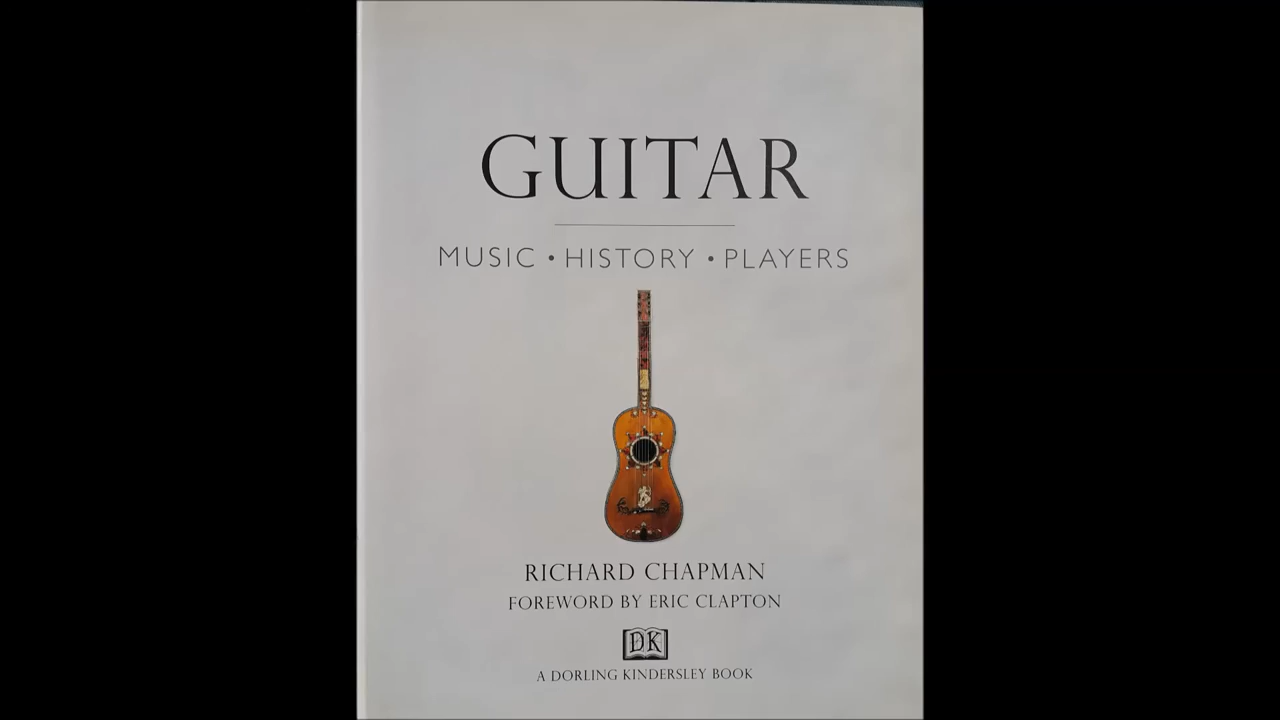 GUITAR
MUSIC • HISTORY • PLAYERS
RICHARD CHAPMAN
FOREWORD BY ERIC CLAPTON
DK
A DORLING KINDERSLEY BOOK